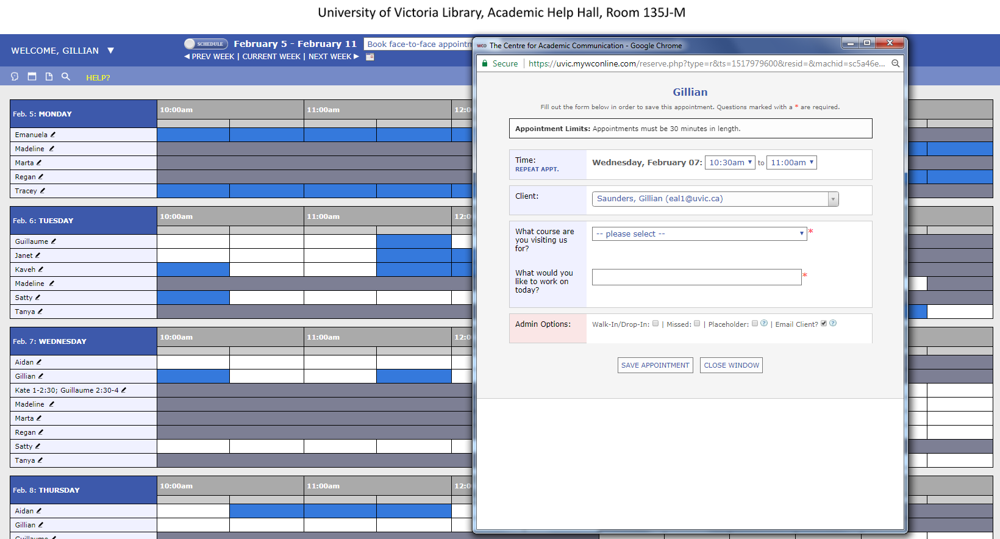 University of Victoria Library, Academic Help Hall, Room 135J-M
WELCOME, GILLIAN ▼
SCHEDULE
February 5 - February 11
Book face-to-face appointn
◀ PREV WEEK | CURRENT WEEK | NEXT WEEK ▶
HELP?
Feb. 5: MONDAY
10:00am
11:00am
12:0
Emanuela
Madeline
Marta
Regan
Tracey
Feb. 6: TUESDAY
10:00am
11:00am
12:0
Guillaume
Janet
Kaveh
Madeline
Satty
Tanya
Feb. 7: WEDNESDAY
10:00am
11:00am
12:0
Aidan
Gillian
Kate 1-2:30; Guillaume 2:30-4
Madeline
Marta
Regan
Satty
Tanya
Feb. 8: THURSDAY
10:00am
11:00am
12:0
Aidan
Gillian
Guillaume
WCO The Centre for Academic Communication - Google Chrome
Secure | https://uvic.mywconline.com/reserve.php?type=r&ts=1517979600&resid=&machid=sc5a46e...
Gillian
Fill out the form below in order to save this appointment. Questions marked with a * are required.
Appointment Limits: Appointments must be 30 minutes in length.
Time:
REPEAT APPT.
Wednesday, February 07: 10:30am ▼ to 11:00am ▼
Client:
Saunders, Gillian (eal1@uvic.ca)
What course are
you visiting us
for?
-- please select -- *
What would you
like to work on
today?
*
Admin Options:
Walk-In/Drop-In: | Missed: | Placeholder: ? | Email Client? ?
SAVE APPOINTMENT
CLOSE WINDOW